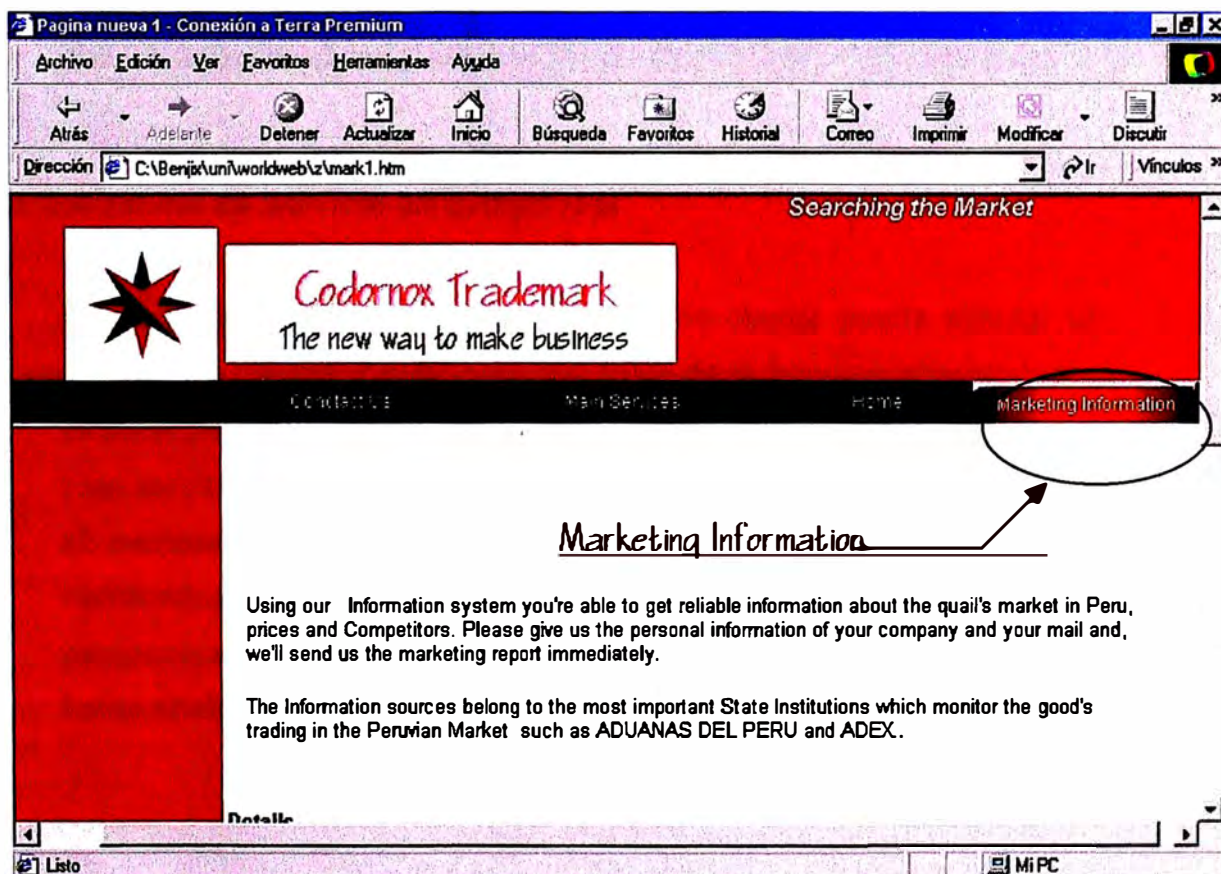 Pagina nueva 1 - Conexión a Terra Premium
Archivo Edición Ver Favoritos Herramientas Ayuda
Atrás Adelante Detener Actualizar Inicio Búsqueda Favoritos Historial Correo Imprimir Modificar Discutir
Dirección C:\Benjix\uni\worldweb\z\mark1.htm Ir Vínculos
Searching the Market
Codornox Trademark
The new way to make business
Contact Us Main Services Home Marketing Information
Marketing Information
Using our Information system you're able to get reliable information about the quail's market in Peru,
prices and Competitors. Please give us the personal information of your company and your mail and,
we'll send us the marketing report immediately.
The Information sources belong to the most important State Institutions which monitor the good's
trading in the Peruvian Market such as ADUANAS DEL PERU and ADEX.
Details
Listo Mi PC